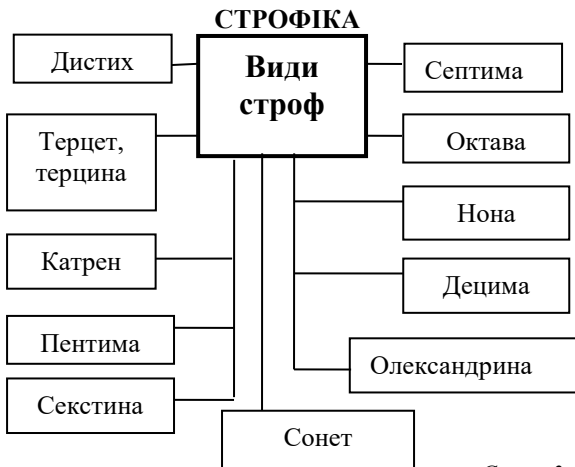 СТРОФІКА
Види
строф
Дистих
Терцет,
терцина
Катрен
Пентима
Секстина
Септима
Октава
Нона
Децима
Олександрина
Сонет